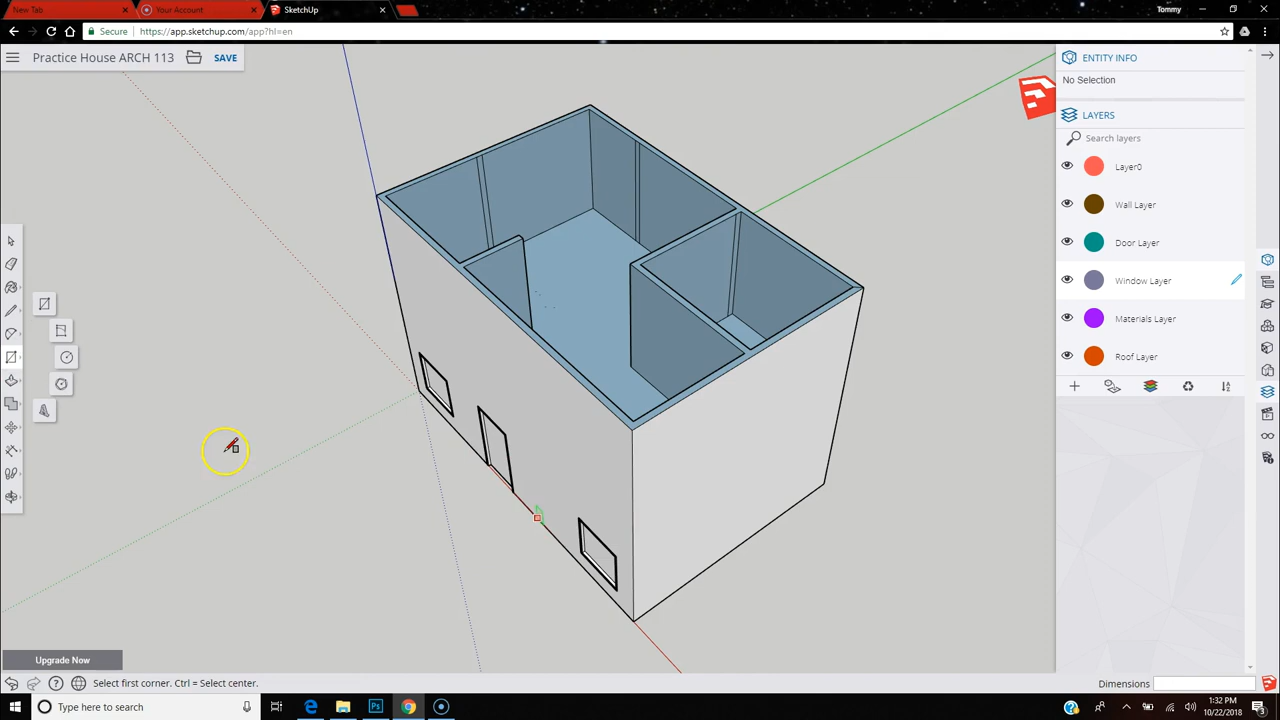 New Tab
Your Account
SketchUp
Tommy
Secure
https://app.sketchup.com/app?hl=en
Practice House ARCH 113
SAVE
ENTITY INFO
No Selection
LAYERS
Search layers
Layer0
Wall Layer
Door Layer
Window Layer
Materials Layer
Roof Layer
Upgrade Now
Select first corner. Ctrl = Select center.
Dimensions
Type here to search
1:32 PM
10/22/2018